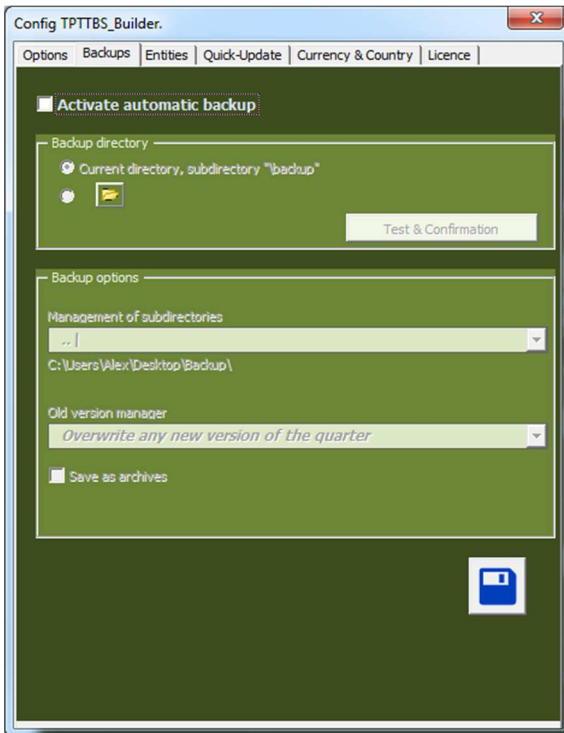 Config TPTTBS_Builder.
Options Backups Entities Quick-Update Currency & Country Licence
Activate automatic backup
Backup directory
Current directory, subdirectory "\backup"
Test & Confirmation
Backup options
Management of subdirectories
.. |
C:\Users\Alex\Desktop\Backup\
Old version manager
Overwrite any new version of the quarter
Save as archives